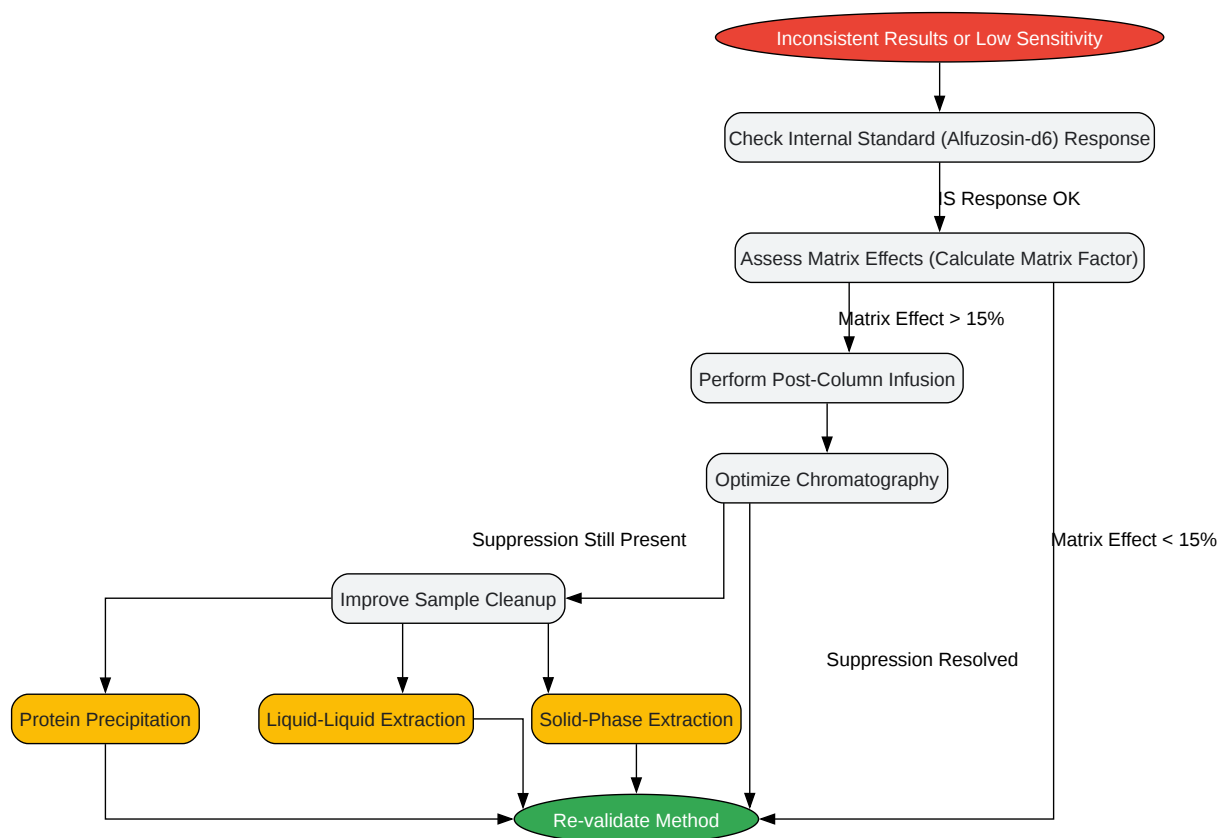 Inconsistent Results or Low Sensitivity
Check Internal Standard (Alfuzosin-d6) Response
IS Response OK
Assess Matrix Effects (Calculate Matrix Factor)
Matrix Effect > 15%
Perform Post-Column Infusion
Optimize Chromatography
Suppression Still Present
Matrix Effect < 15%
Improve Sample Cleanup
Suppression Resolved
Protein Precipitation
Liquid-Liquid Extraction
Solid-Phase Extraction
Re-validate Method